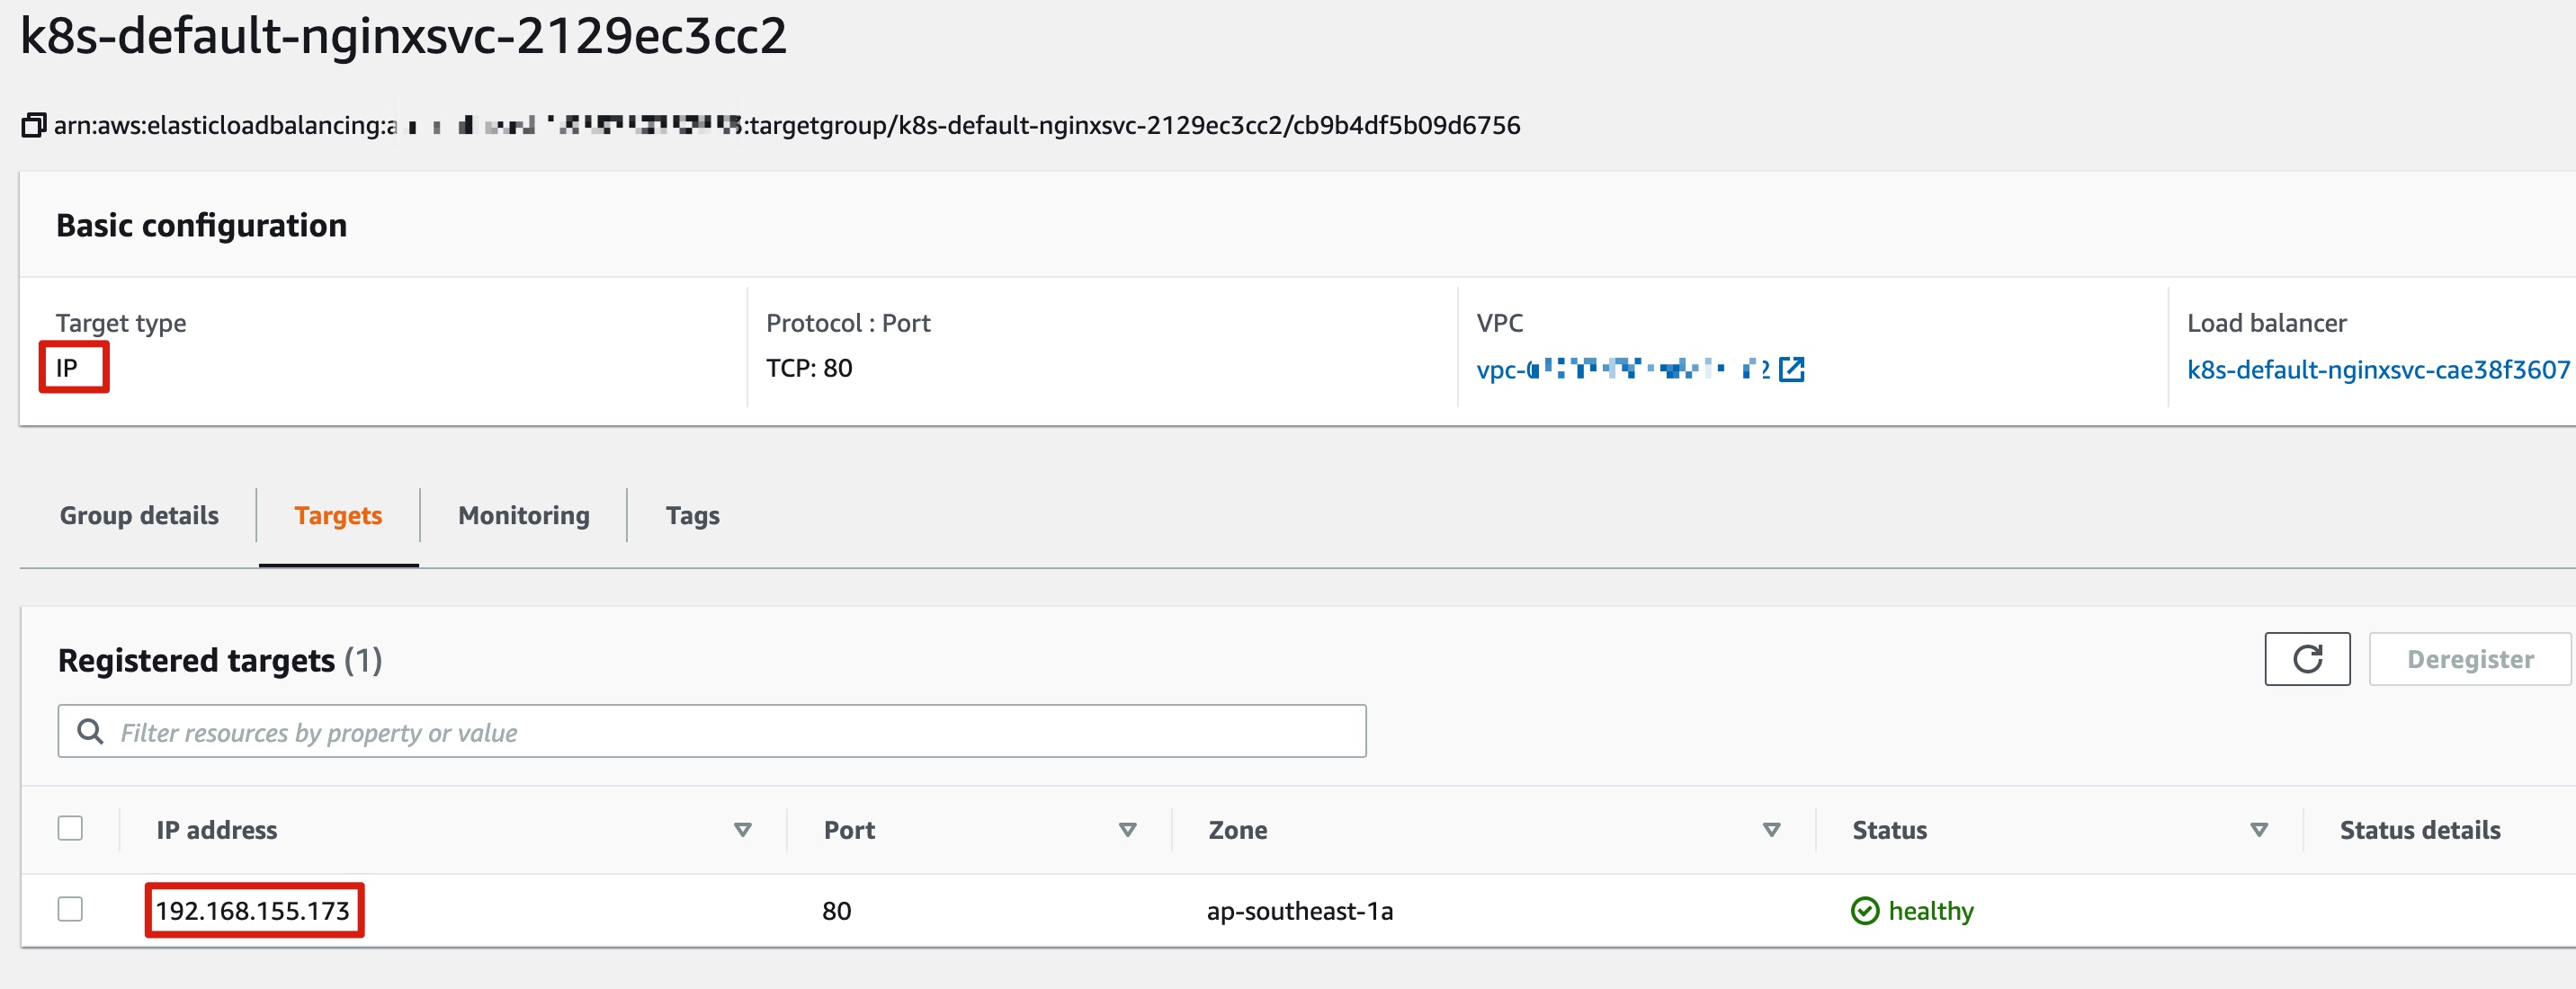 k8s-default-nginxsvc-2129ec3cc2
arn:aws:elasticloadbalancing: :targetgroup/k8s-default-nginxsvc-2129ec3cc2/cb9b4df5b09d6756
Basic configuration
Target type
IP
Protocol : Port
TCP: 80
VPC
vpc-
Load balancer
k8s-default-nginxsvc-cae38f3607
Group details Targets Monitoring Tags
Registered targets (1)
Deregister
Filter resources by property or value
IP address Port Zone Status Status details
192.168.155.173 80 ap-southeast-1a healthy